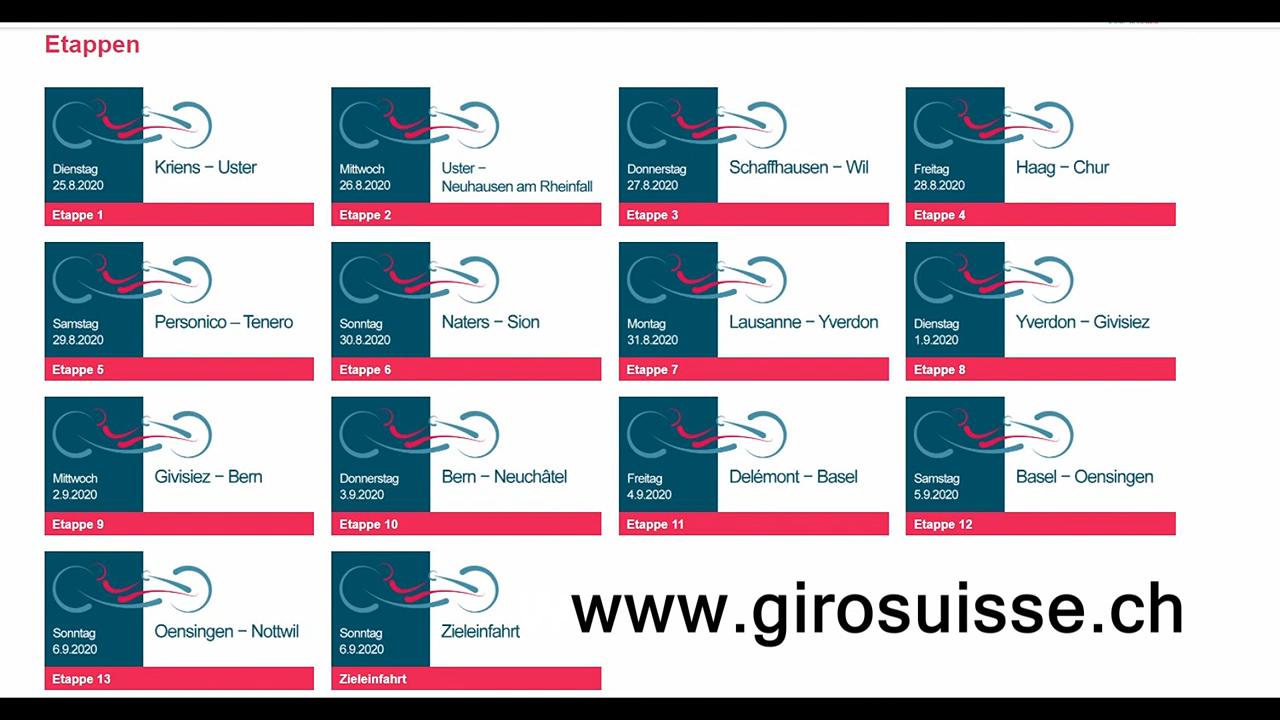 Etappen
Dienstag
25.8.2020
Kriens – Uster
Etappe 1
Mittwoch
26.8.2020
Uster –
Neuhausen am Rheinfall
Etappe 2
Donnerstag
27.8.2020
Schaffhausen – Wil
Etappe 3
Freitag
28.8.2020
Haag – Chur
Etappe 4
Samstag
29.8.2020
Personico – Tenero
Etappe 5
Sonntag
30.8.2020
Naters – Sion
Etappe 6
Montag
31.8.2020
Lausanne – Yverdon
Etappe 7
Dienstag
1.9.2020
Yverdon – Givisiez
Etappe 8
Mittwoch
2.9.2020
Givisiez – Bern
Etappe 9
Donnerstag
3.9.2020
Bern – Neuchâtel
Etappe 10
Freitag
4.9.2020
Delémont – Basel
Etappe 11
Samstag
5.9.2020
Basel – Oensingen
Etappe 12
Sonntag
6.9.2020
Oensingen – Nottwil
Etappe 13
Sonntag
6.9.2020
Zieleinfahrt
Zieleinfahrt
www.girosuisse.ch